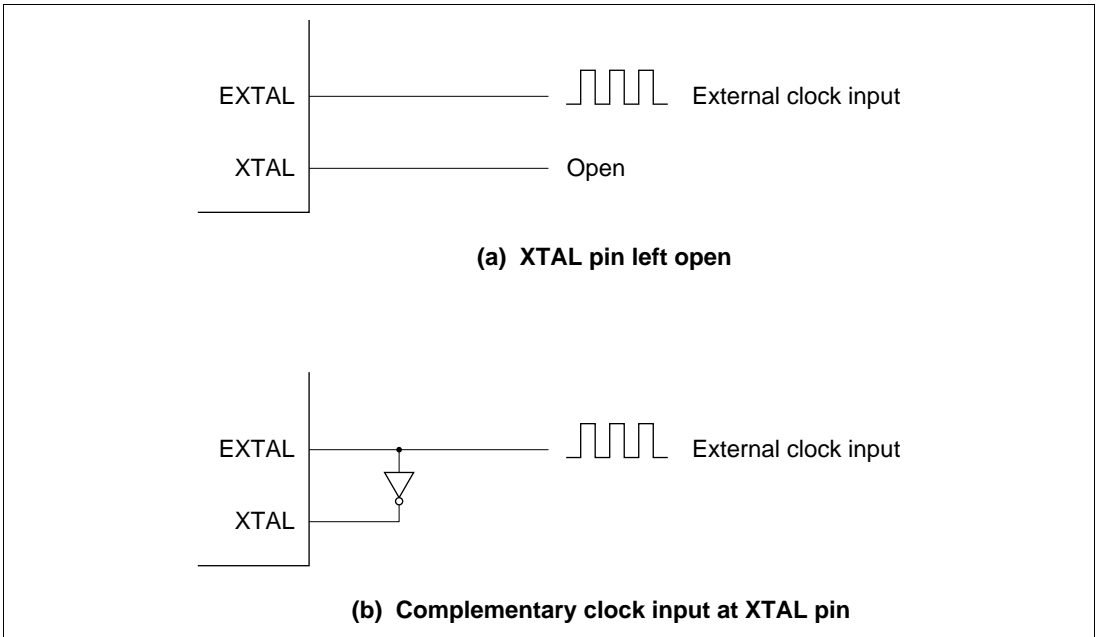 EXTAL
External clock input
XTAL
Open
(a) XTAL pin left open
EXTAL
External clock input
XTAL
(b) Complementary clock input at XTAL pin